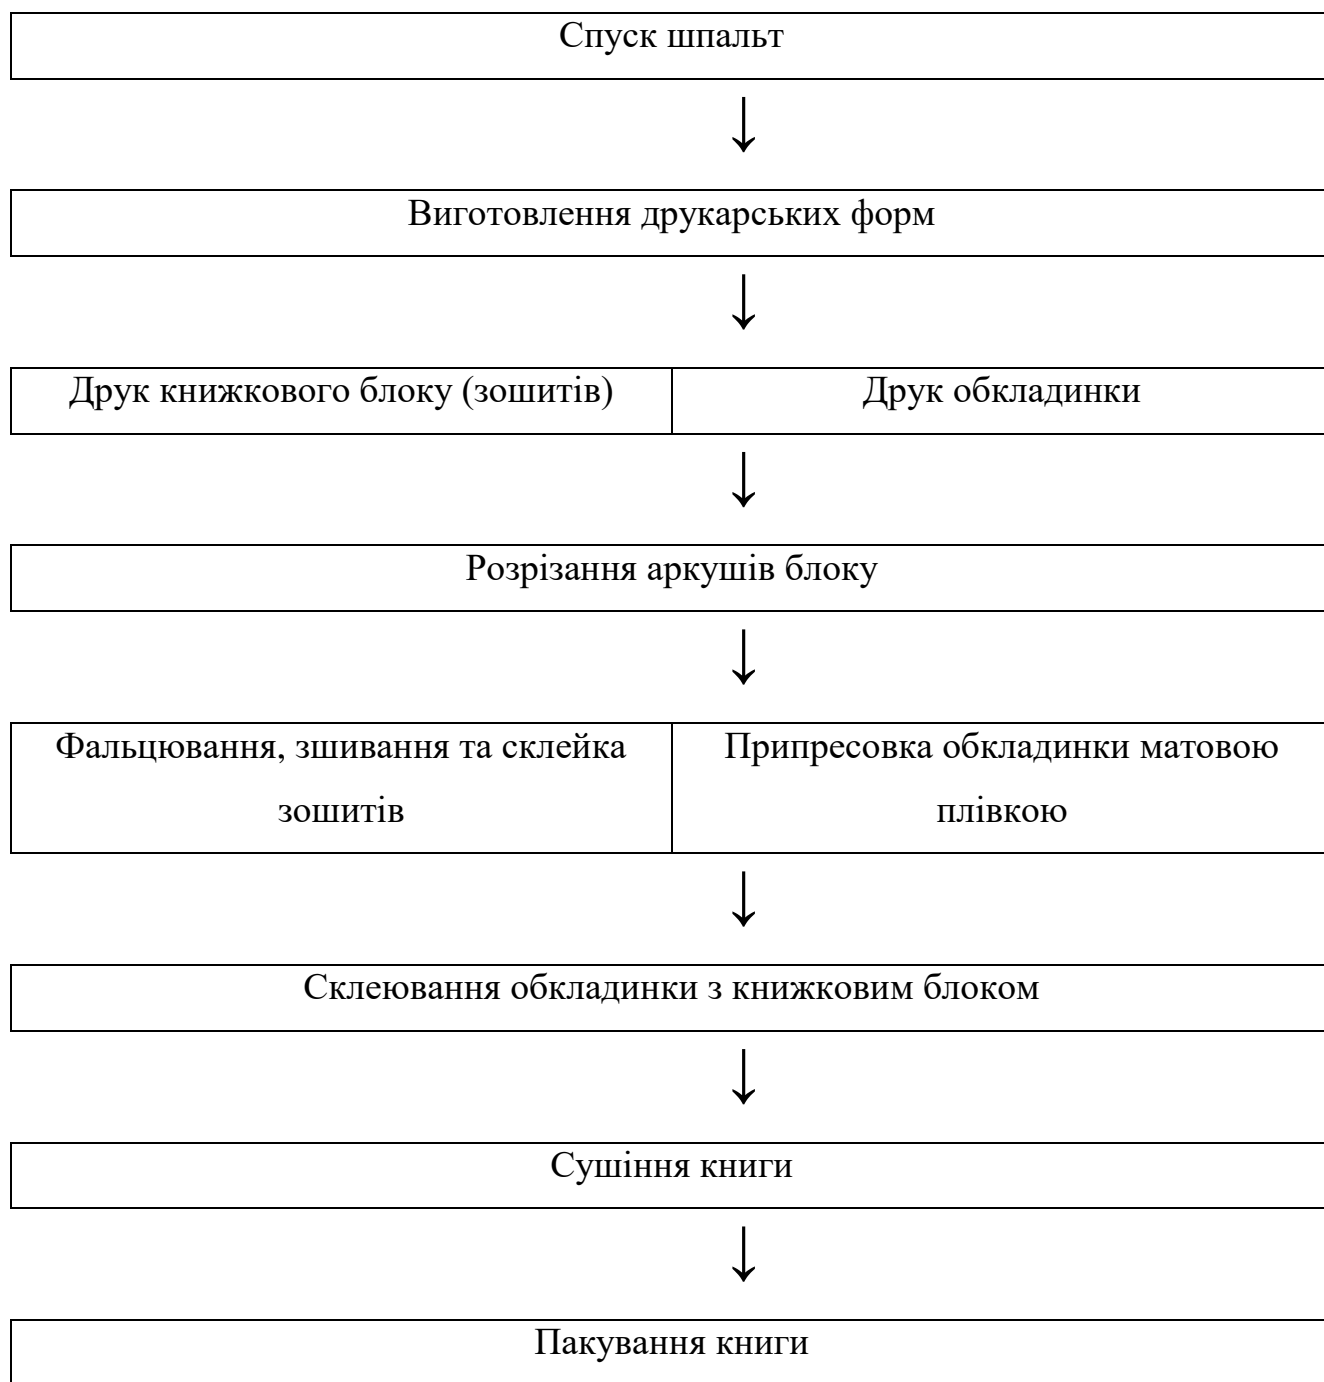 Спуск шпальт
↓
Виготовлення друкарських форм
↓
Друк книжкового блоку (зошитів) Друк обкладинки
↓
Розрізання аркушів блоку
↓
Фальцювання, зшивання та склейка Припресовка обкладинки матовою
зошитів плівкою
↓
Склеювання обкладинки з книжковим блоком
↓
Сушіння книги
↓
Пакування книги